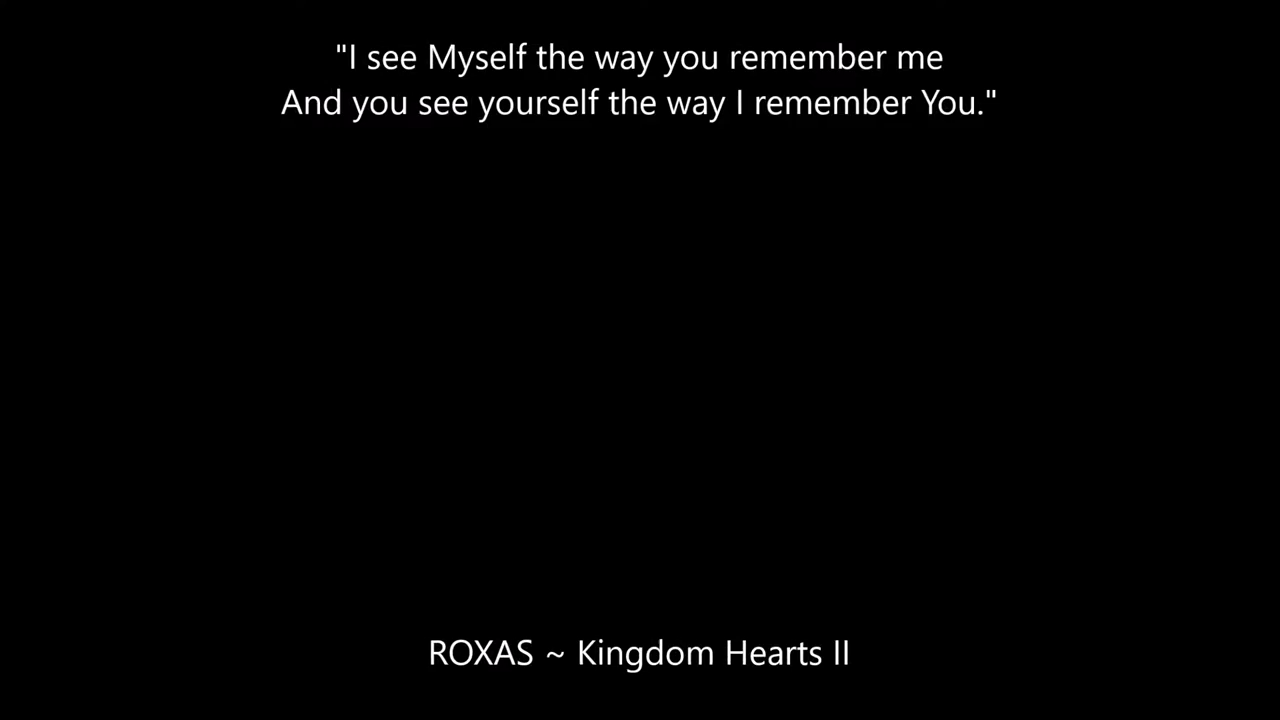 "I see Myself the way you remember me
And you see yourself the way I remember You."
ROXAS ~ Kingdom Hearts II